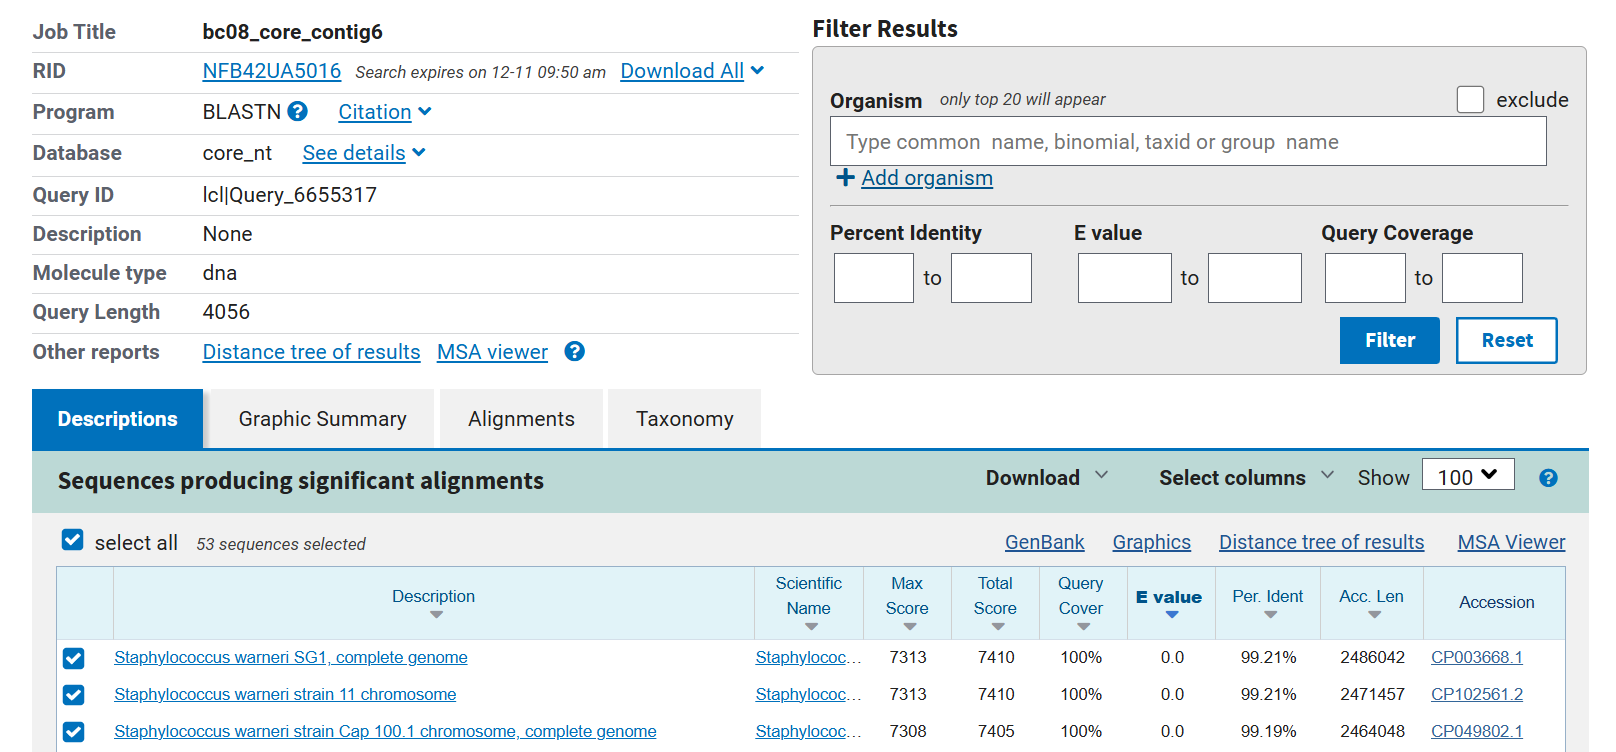 Job Title bc08_core_contig6
RID NFB42UA5016 Search expires on 12-11 09:50 am Download All
Program BLASTN ? Citation
Database core_nt See details
Query ID lcl|Query_6655317
Description None
Molecule type dna
Query Length 4056
Other reports Distance tree of results MSA viewer ?
Filter Results
Organism only top 20 will appear exclude
Type common name, binomial, taxid or group name
+ Add organism
Percent Identity E value Query Coverage
to to to
Filter Reset
Descriptions Graphic Summary Alignments Taxonomy
Sequences producing significant alignments Download Select columns Show 100 ?
select all 53 sequences selected GenBank Graphics Distance tree of results MSA Viewer
Description Scientific Name Max Score Total Score Query Cover E value Per. Ident Acc. Len Accession
Staphylococcus warneri SG1, complete genome Staphylococ... 7313 7410 100% 0.0 99.21% 2486042 CP003668.1
Staphylococcus warneri strain 11 chromosome Staphylococ... 7313 7410 100% 0.0 99.21% 2471457 CP102561.2
Staphylococcus warneri strain Cap 100.1 chromosome, complete genome Staphylococ... 7308 7405 100% 0.0 99.19% 2464048 CP049802.1